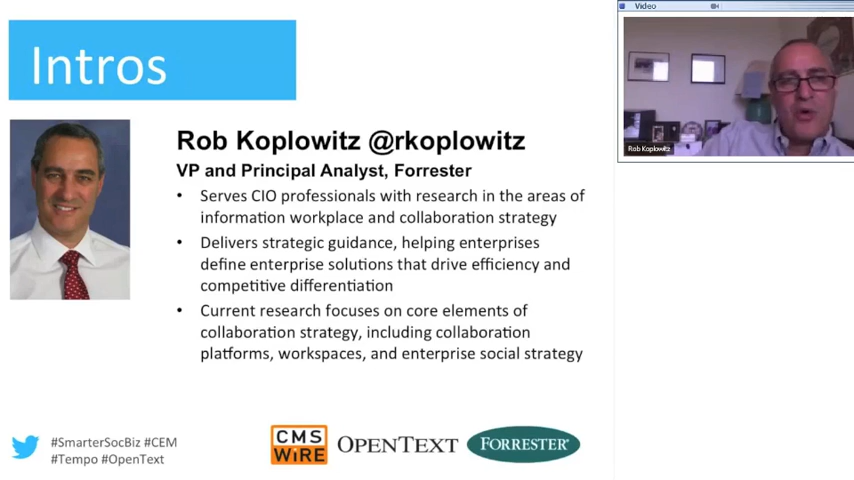 Intros
Video
Rob Koplowitz
Rob Koplowitz @rkoplowitz
VP and Principal Analyst, Forrester
• Serves CIO professionals with research in the areas of
information workplace and collaboration strategy
• Delivers strategic guidance, helping enterprises
define enterprise solutions that drive efficiency and
competitive differentiation
• Current research focuses on core elements of
collaboration strategy, including collaboration
platforms, workspaces, and enterprise social strategy
#SmarterSocBiz #CEM
#Tempo #OpenText
CMS
WiRE
OPENTEXT
FORRESTER®